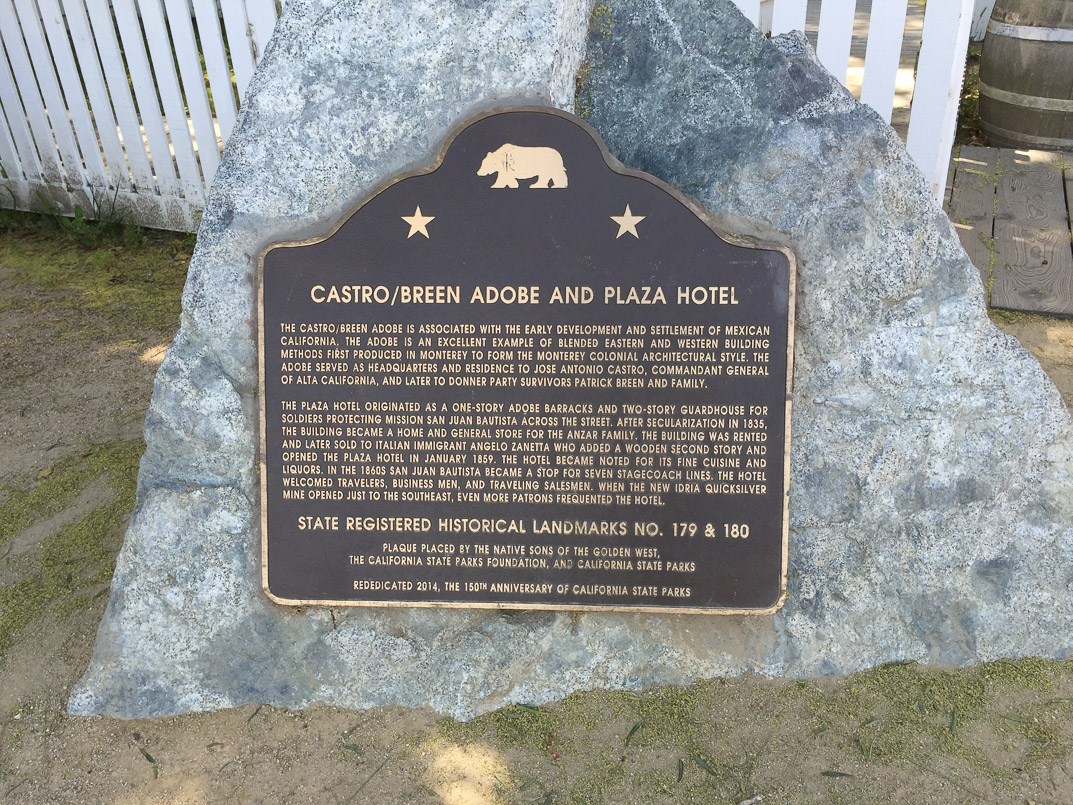 CASTRO/BREEN ADOBE AND PLAZA HOTEL
THE CASTRO/BREEN ADOBE IS ASSOCIATED WITH THE EARLY DEVELOPMENT AND SETTLEMENT OF MEXICAN
CALIFORNIA. THE ADOBE IS AN EXCELLENT EXAMPLE OF BLENDED EASTERN AND WESTERN BUILDING
METHODS FIRST PRODUCED IN MONTEREY TO FORM THE MONTEREY COLONIAL ARCHITECTURAL STYLE. THE
ADOBE SERVED AS HEADQUARTERS AND RESIDENCE TO JOSE ANTONIO CASTRO, COMMANDANT GENERAL
OF ALTA CALIFORNIA, AND LATER TO DONNER PARTY SURVIVORS PATRICK BREEN AND FAMILY.
THE PLAZA HOTEL ORIGINATED AS A ONE-STORY ADOBE BARRACKS AND TWO-STORY GUARDHOUSE FOR
SOLDIERS PROTECTING MISSION SAN JUAN BAUTISTA ACROSS THE STREET. AFTER SECULARIZATION IN 1835,
THE BUILDING BECAME A HOME AND GENERAL STORE FOR THE ANZAR FAMILY. THE BUILDING WAS RENTED
AND LATER SOLD TO ITALIAN IMMIGRANT ANGELO ZANETTA WHO ADDED A WOODEN SECOND STORY AND
OPENED THE PLAZA HOTEL IN JANUARY 1859. THE HOTEL BECAME NOTED FOR ITS FINE CUISINE AND
LIQUORS. IN THE 1860S SAN JUAN BAUTISTA BECAME A STOP FOR SEVEN STAGECOACH LINES. THE HOTEL
WELCOMED TRAVELERS, BUSINESS MEN, AND TRAVELING SALESMEN. WHEN THE NEW IDRIA QUICKSILVER
MINE OPENED JUST TO THE SOUTHEAST, EVEN MORE PATRONS FREQUENTED THE HOTEL.
STATE REGISTERED HISTORICAL LANDMARKS NO. 179 & 180
PLAQUE PLACED BY THE NATIVE SONS OF THE GOLDEN WEST,
THE CALIFORNIA STATE PARKS FOUNDATION, AND CALIFORNIA STATE PARKS
REDEDICATED 2014, THE 150TH ANNIVERSARY OF CALIFORNIA STATE PARKS